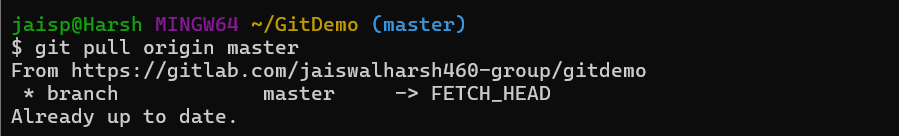 jaisp@Harsh MINGW64 ~/GitDemo (master)
$ git pull origin master
From https://gitlab.com/jaiswalharsh460-group/gitdemo
 * branch            master     -> FETCH_HEAD
Already up to date.